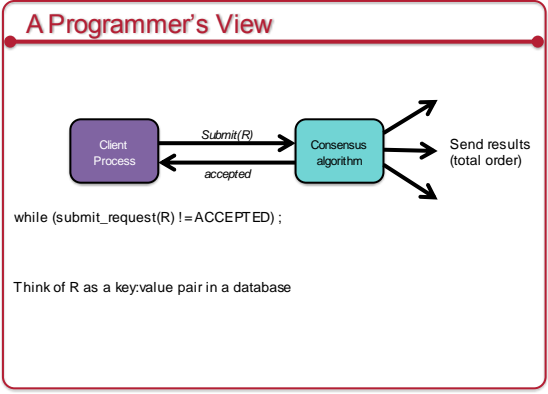 A Programmer's View
Client
Process
Submit(R)
accepted
Consensus
algorithm
Send results
(total order)
while (submit_request(R) != ACCEPTED) ;
Think of R as a key:value pair in a database